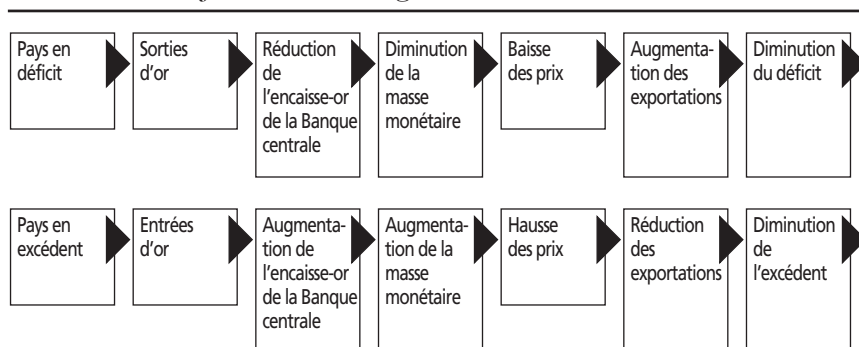 Pays en
déficit
Sorties
d'or
Réduction
de
l'encaisse-or
de la Banque
centrale
Diminution
de la
masse
monétaire
Baisse
des prix
Augmenta-
tion des
exportations
Diminution
du déficit
Pays en
excédent
Entrées
d'or
Augmenta-
tion de
l'encaisse-or
de la Banque
centrale
Augmenta-
tion de la
masse
monétaire
Hausse
des prix
Réduction
des
exportations
Diminution
de
l'excédent